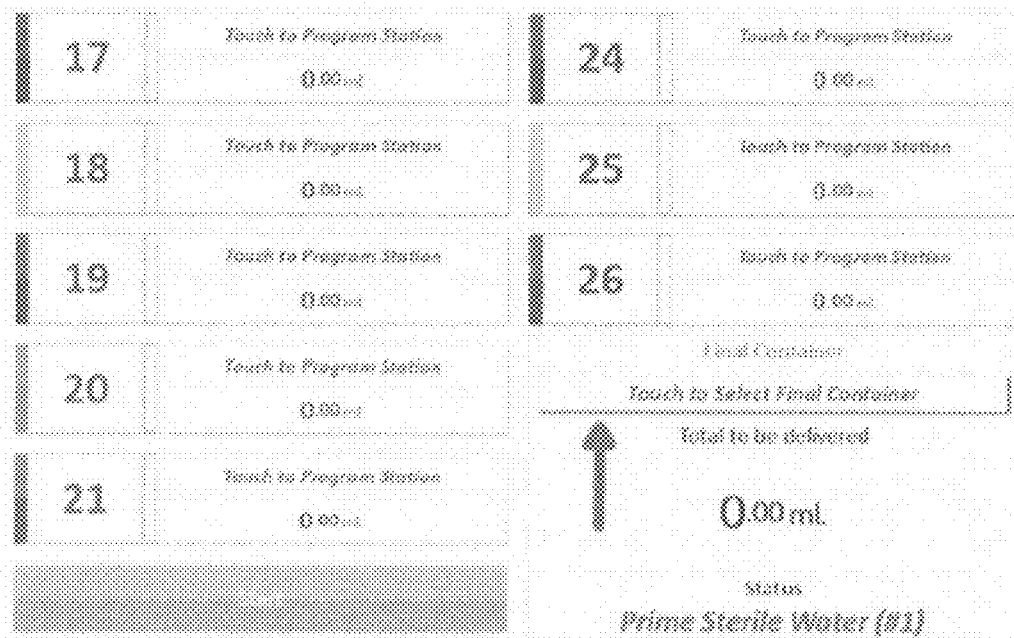 17
Touch to Program Station
0.00 mL
18
Touch to Program Station
0.00 mL
19
Touch to Program Station
0.00 mL
20
Touch to Program Station
0.00 mL
21
Touch to Program Station
0.00 mL
24
Touch to Program Station
0.00 mL
25
Touch to Program Station
0.00 mL
26
Touch to Program Station
0.00 mL
Final Container
Touch to Select Final Container
Total to be delivered
0.00 mL
Status
Prime Sterile Water (#1)